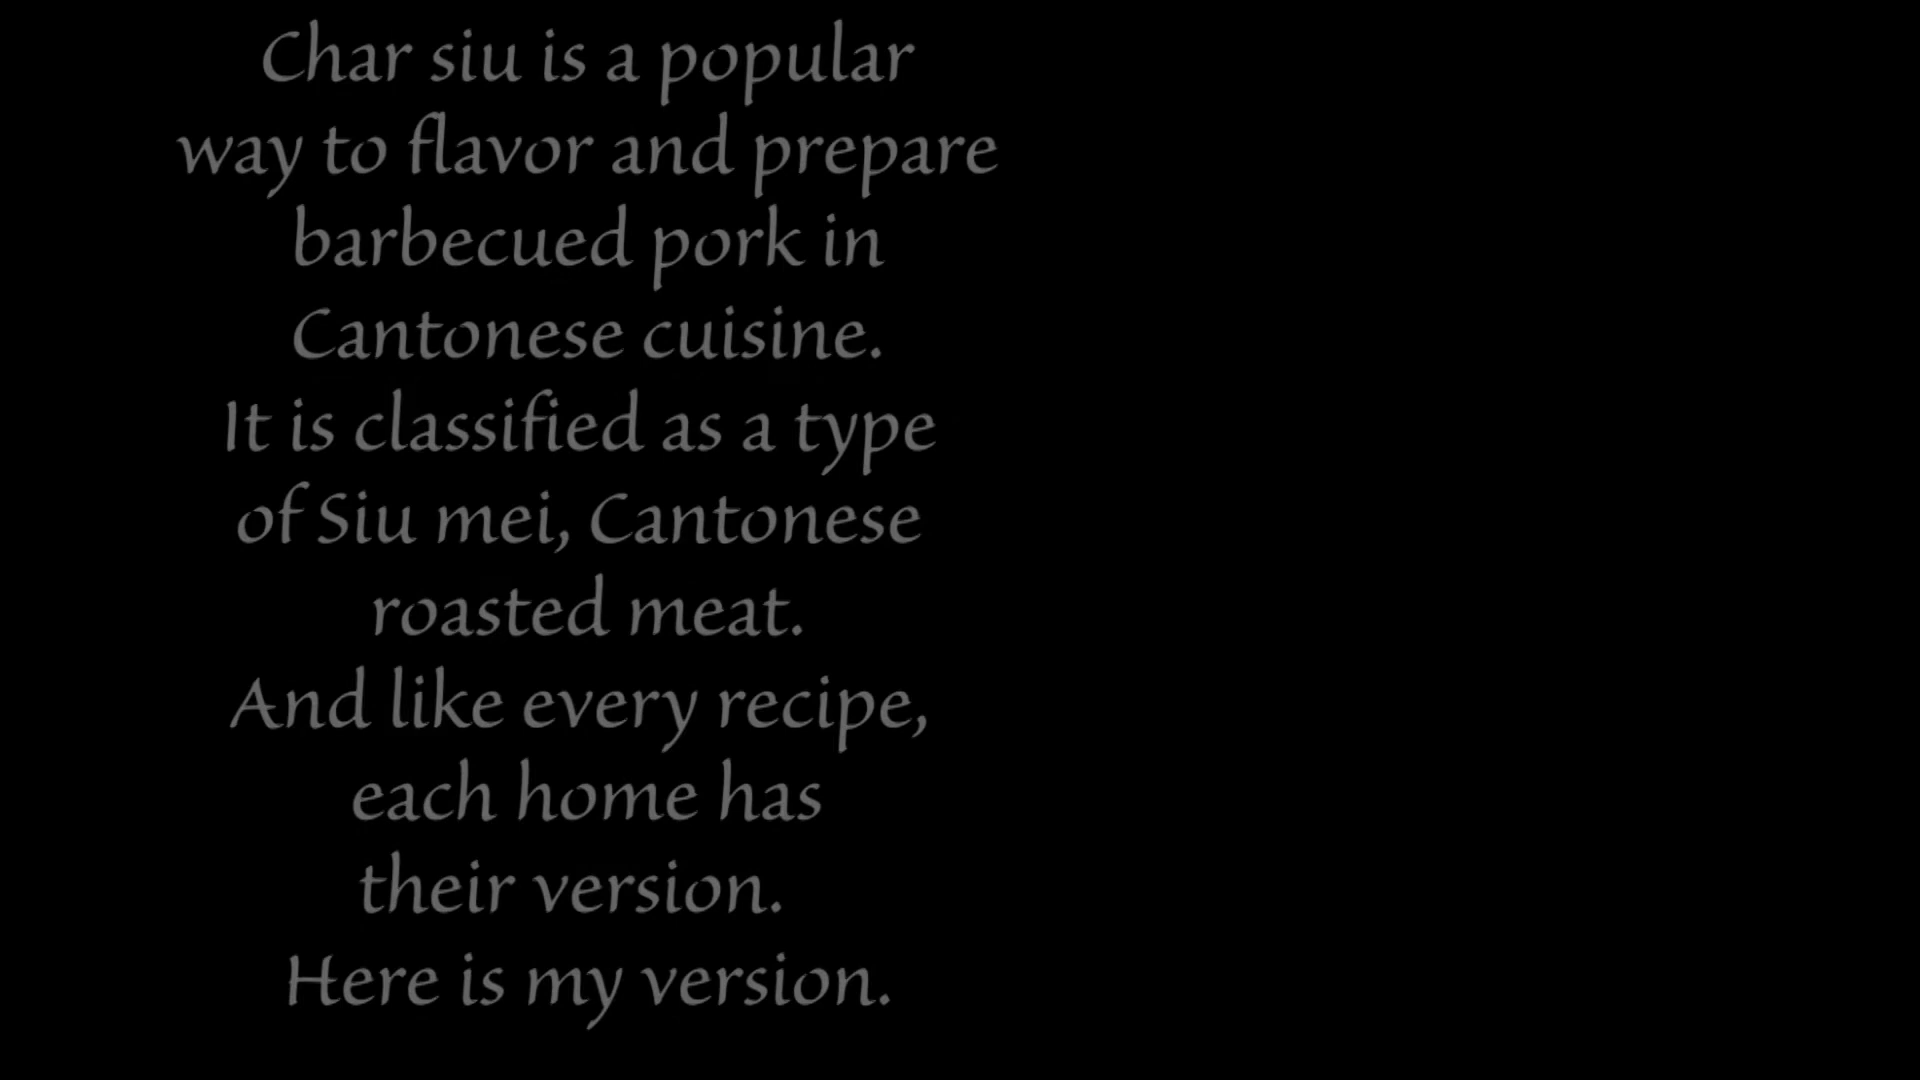 Char siu is a popular
way to flavor and prepare
barbecued pork in
Cantonese cuisine.
It is classified as a type
of Siu mei, Cantonese
roasted meat.
And like every recipe,
each home has
their version.
Here is my version.